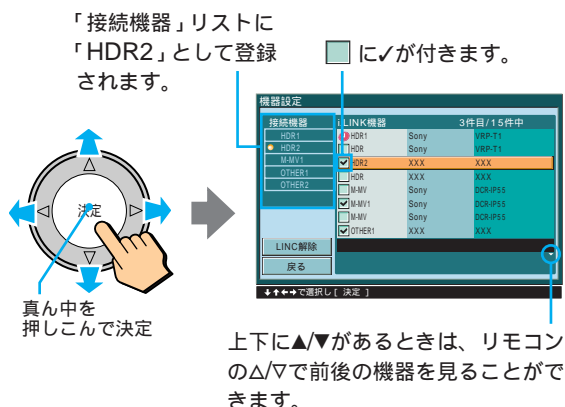 「接続機器」リストに
「HDR2」として登録
されます。
に✓が付きます。
機器設定
接続機器
HDR1
HDR2
M-MV1
OTHER1
OTHER2
LINC解除
戻る
i.LINK機器 3件目/15件中
HDR1 Sony VRP-T1
HDR Sony VRP-T1
HDR2 XXX XXX
HDR XXX XXX
M-MV Sony DCR-IP55
M-MV1 Sony DCR-IP55
M-MV Sony DCR-IP55
OTHER1 XXX XXX
↓↑←→で選択し[ 決定 ]
決定
真ん中を
押しこんで決定
上下に▲/▼があるときは、リモコン
の△/▽で前後の機器を見ることがで
きます。